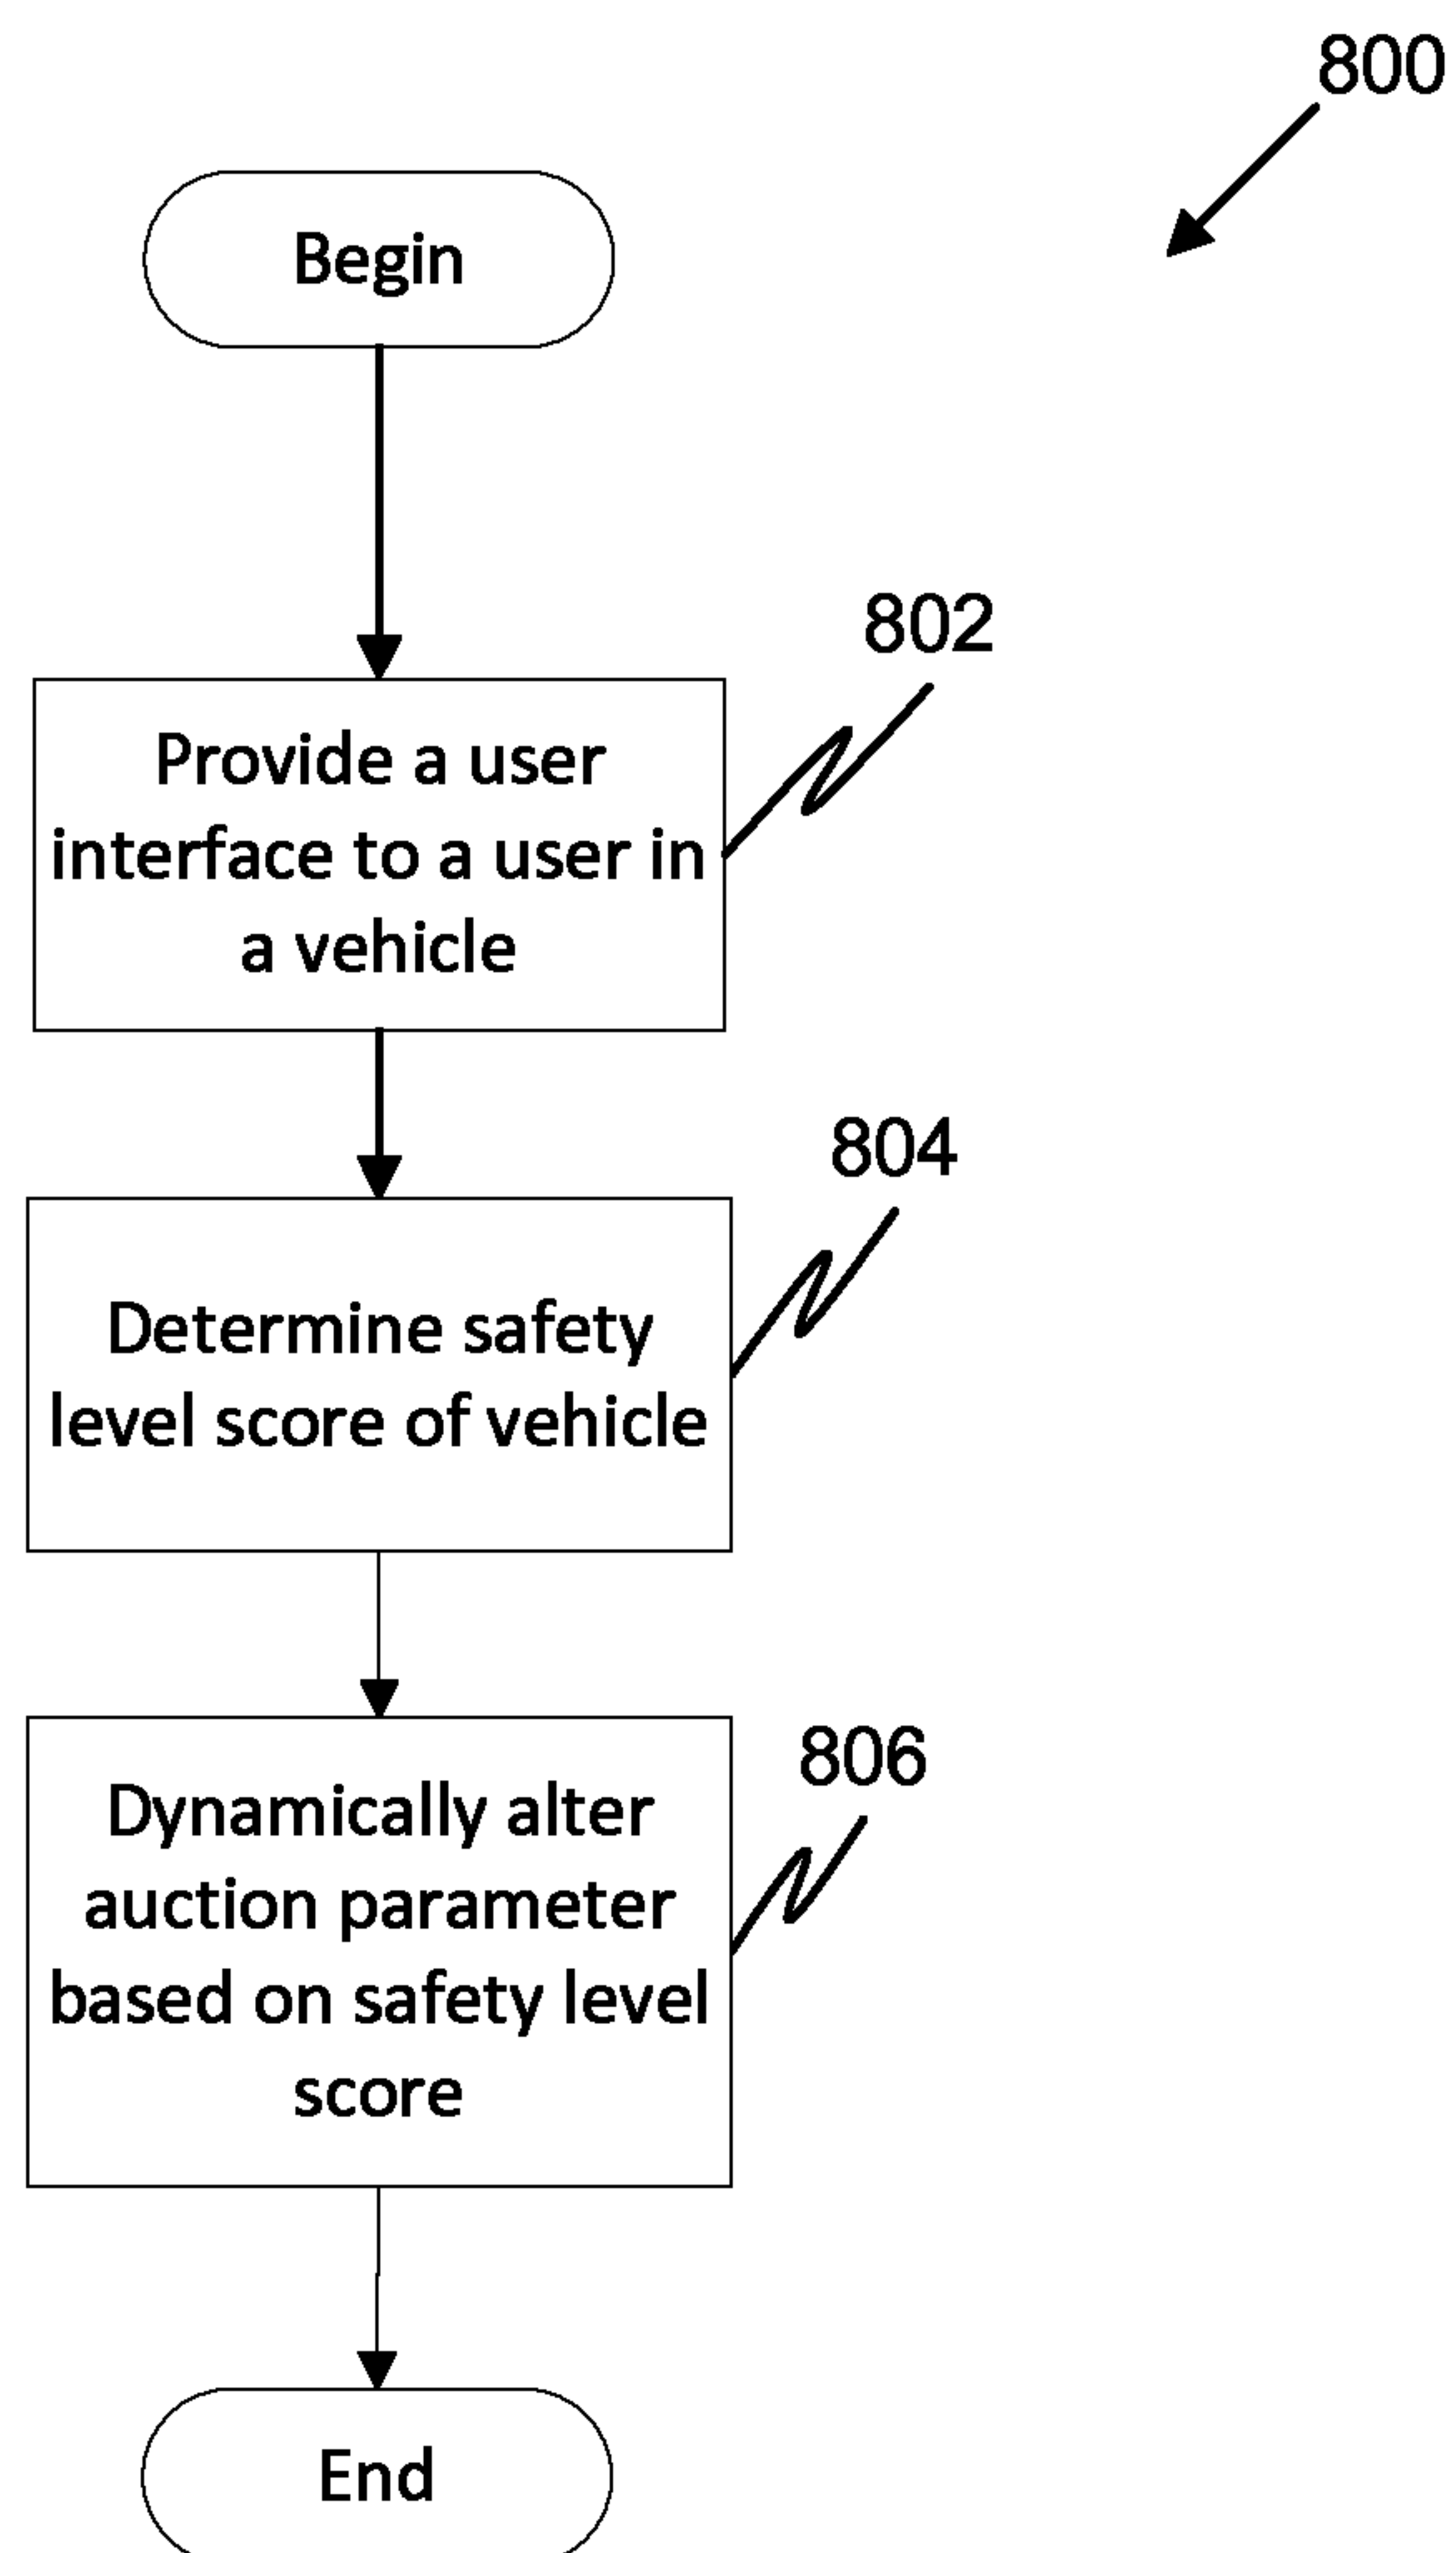 800
Begin
802
Provide a user
interface to a user in
a vehicle
804
Determine safety
level score of vehicle
806
Dynamically alter
auction parameter
based on safety level
score
End